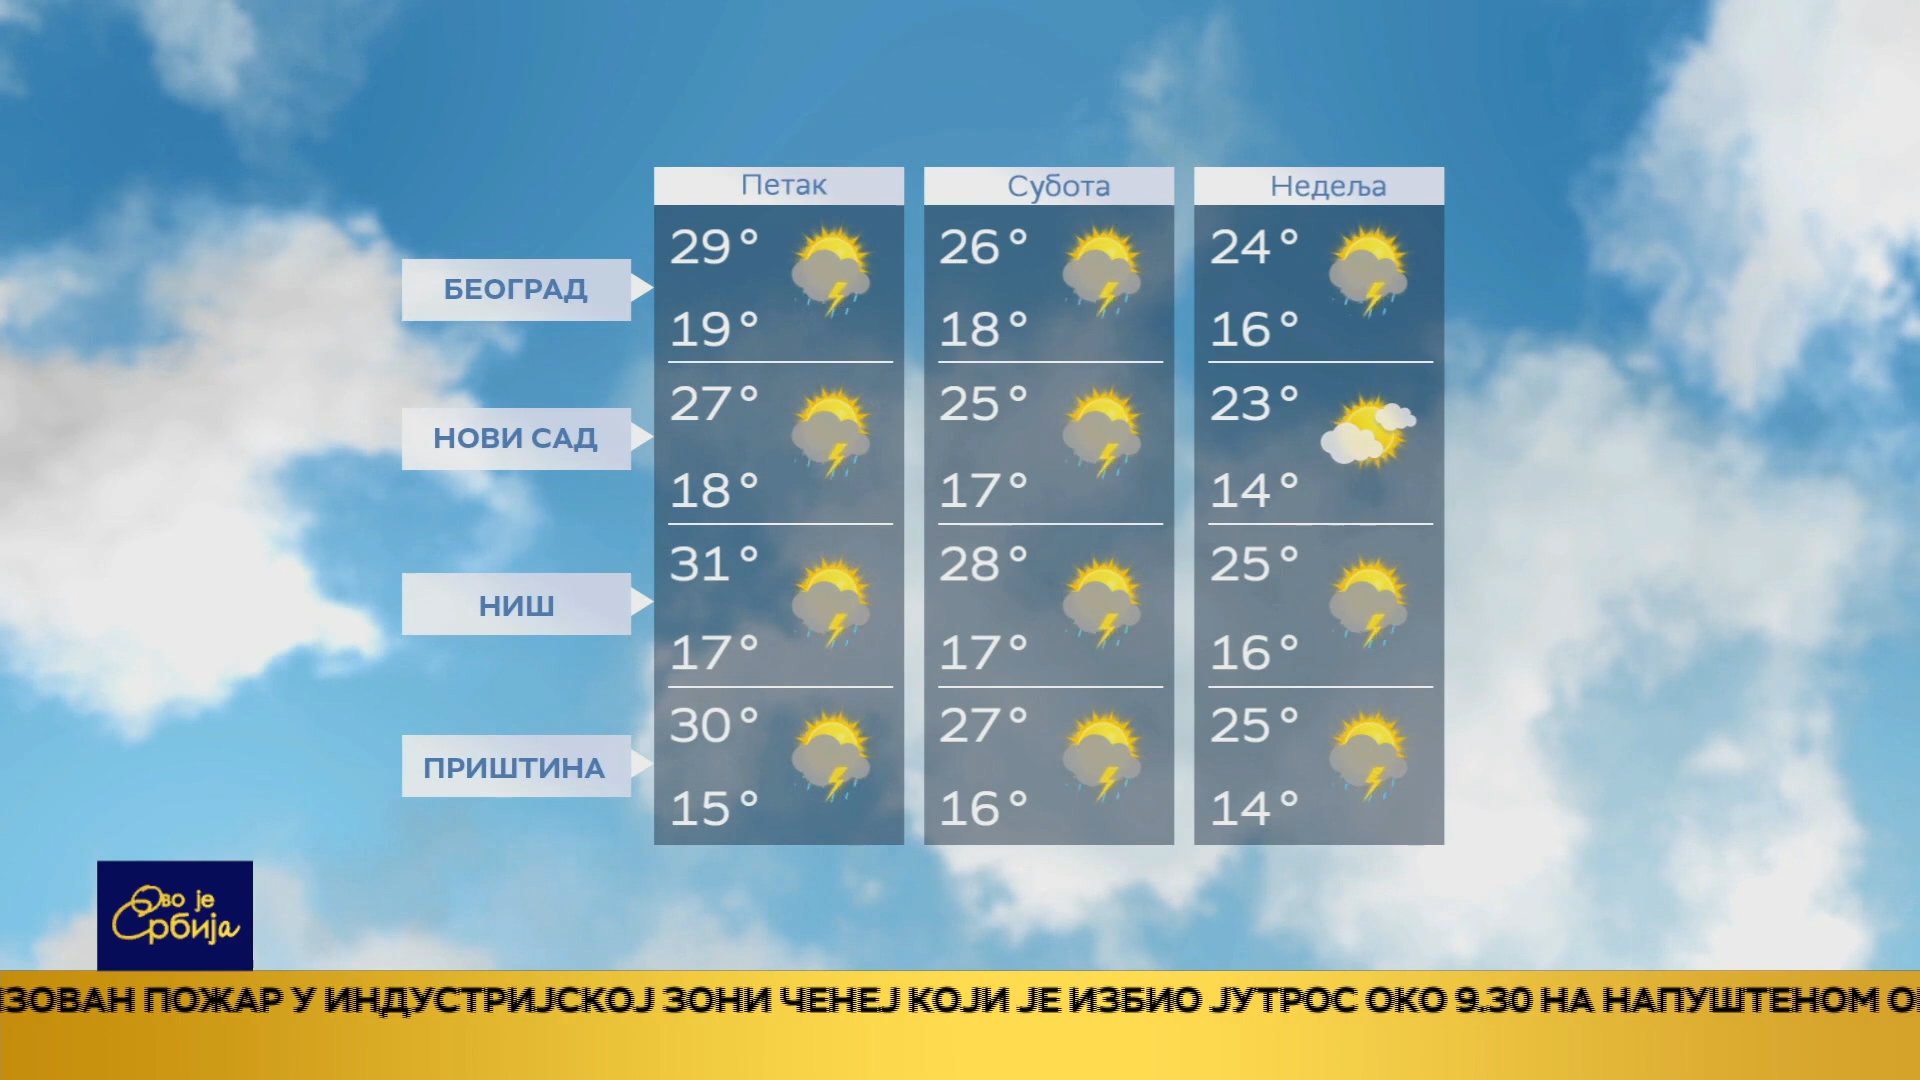 Петак Субота Недеља
БЕОГРАД 29° 26° 24°
19° 18° 16°
НОВИ САД 27° 25° 23°
18° 17° 14°
НИШ 31° 28° 25°
17° 17° 16°
ПРИШТИНА 30° 27° 25°
15° 16° 14°
Ово је
Србија
ПОЖАР У ИНДУСТРИЈСКОЈ ЗОНИ ЧЕНЕЈ КОЈИ ЈЕ ИЗБИО ЈУТРОС ОКО 9.30 НА НАПУШТЕНОМ